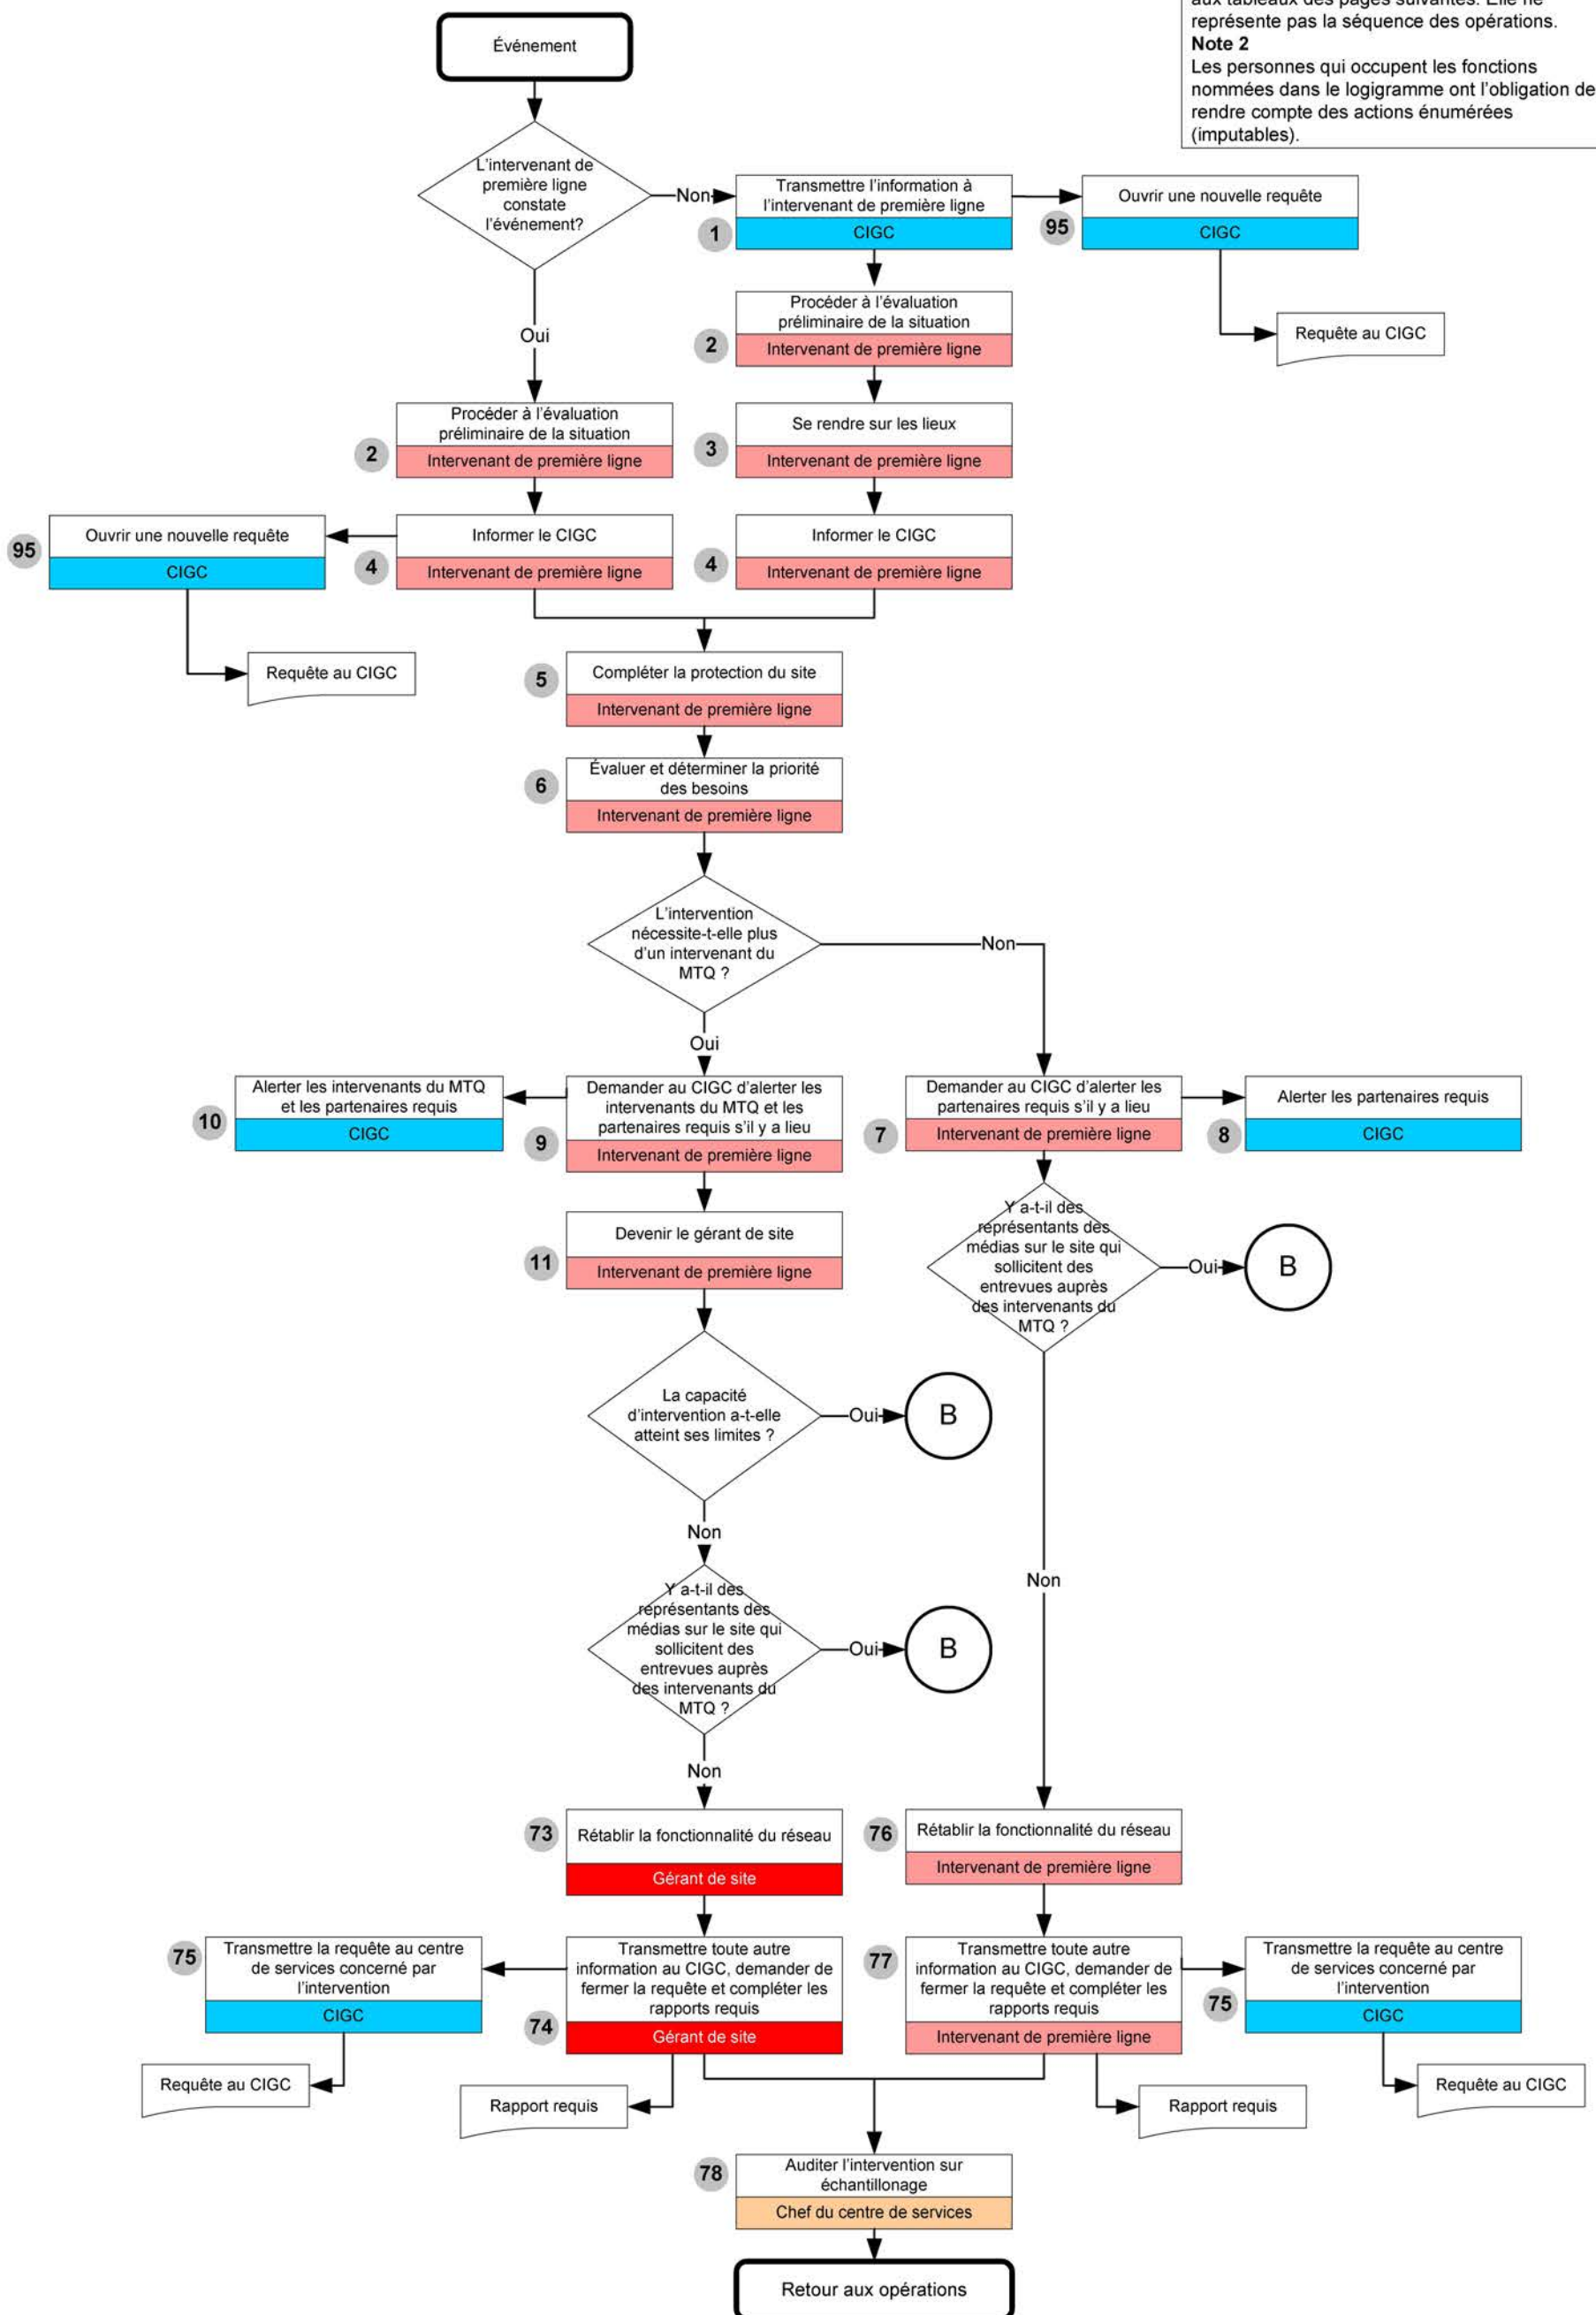 aux tableaux des pages suivantes. Elle ne
représente pas la séquence des opérations.
Note 2
Les personnes qui occupent les fonctions
nommées dans le logigramme ont l'obligation de
rendre compte des actions énumérées
(imputables).
Événement
L'intervenant de
première ligne
constate
l'événement?
Non
Transmettre l'information à
l'intervenant de première ligne
1
CIGC
Ouvrir une nouvelle requête
95
CIGC
Requête au CIGC
Procéder à l'évaluation
préliminaire de la situation
2
Intervenant de première ligne
Oui
Procéder à l'évaluation
préliminaire de la situation
2
Intervenant de première ligne
Se rendre sur les lieux
3
Intervenant de première ligne
Ouvrir une nouvelle requête
95
CIGC
Informer le CIGC
4
Intervenant de première ligne
Informer le CIGC
4
Intervenant de première ligne
Requête au CIGC
Compléter la protection du site
5
Intervenant de première ligne
Évaluer et déterminer la priorité
des besoins
6
Intervenant de première ligne
L'intervention
nécessite-t-elle plus
d'un intervenant du
MTQ ?
Non
Oui
Alerter les intervenants du MTQ
et les partenaires requis
10
CIGC
Demander au CIGC d'alerter les
intervenants du MTQ et les
partenaires requis s'il y a lieu
9
Intervenant de première ligne
Demander au CIGC d'alerter les
partenaires requis s'il y a lieu
7
Intervenant de première ligne
Alerter les partenaires requis
8
CIGC
Devenir le gérant de site
11
Intervenant de première ligne
Y a-t-il des
représentants des
médias sur le site qui
sollicitent des
entrevues auprès
des intervenants du
MTQ ?
Oui
B
La capacité
d'intervention a-t-elle
atteint ses limites ?
Oui
B
Non
Non
Y a-t-il des
représentants des
médias sur le site qui
sollicitent des
entrevues auprès
des intervenants du
MTQ ?
Oui
B
Non
73
Rétablir la fonctionnalité du réseau
Gérant de site
76
Rétablir la fonctionnalité du réseau
Intervenant de première ligne
75
Transmettre la requête au centre
de services concerné par
l'intervention
CIGC
Transmettre toute autre
information au CIGC, demander de
fermer la requête et compléter les
rapports requis
74
Gérant de site
77
Transmettre toute autre
information au CIGC, demander de
fermer la requête et compléter les
rapports requis
Intervenant de première ligne
Transmettre la requête au centre
de services concerné par
l'intervention
75
CIGC
Requête au CIGC
Rapport requis
Rapport requis
Requête au CIGC
78
Auditer l'intervention sur
échantillonage
Chef du centre de services
Retour aux opérations